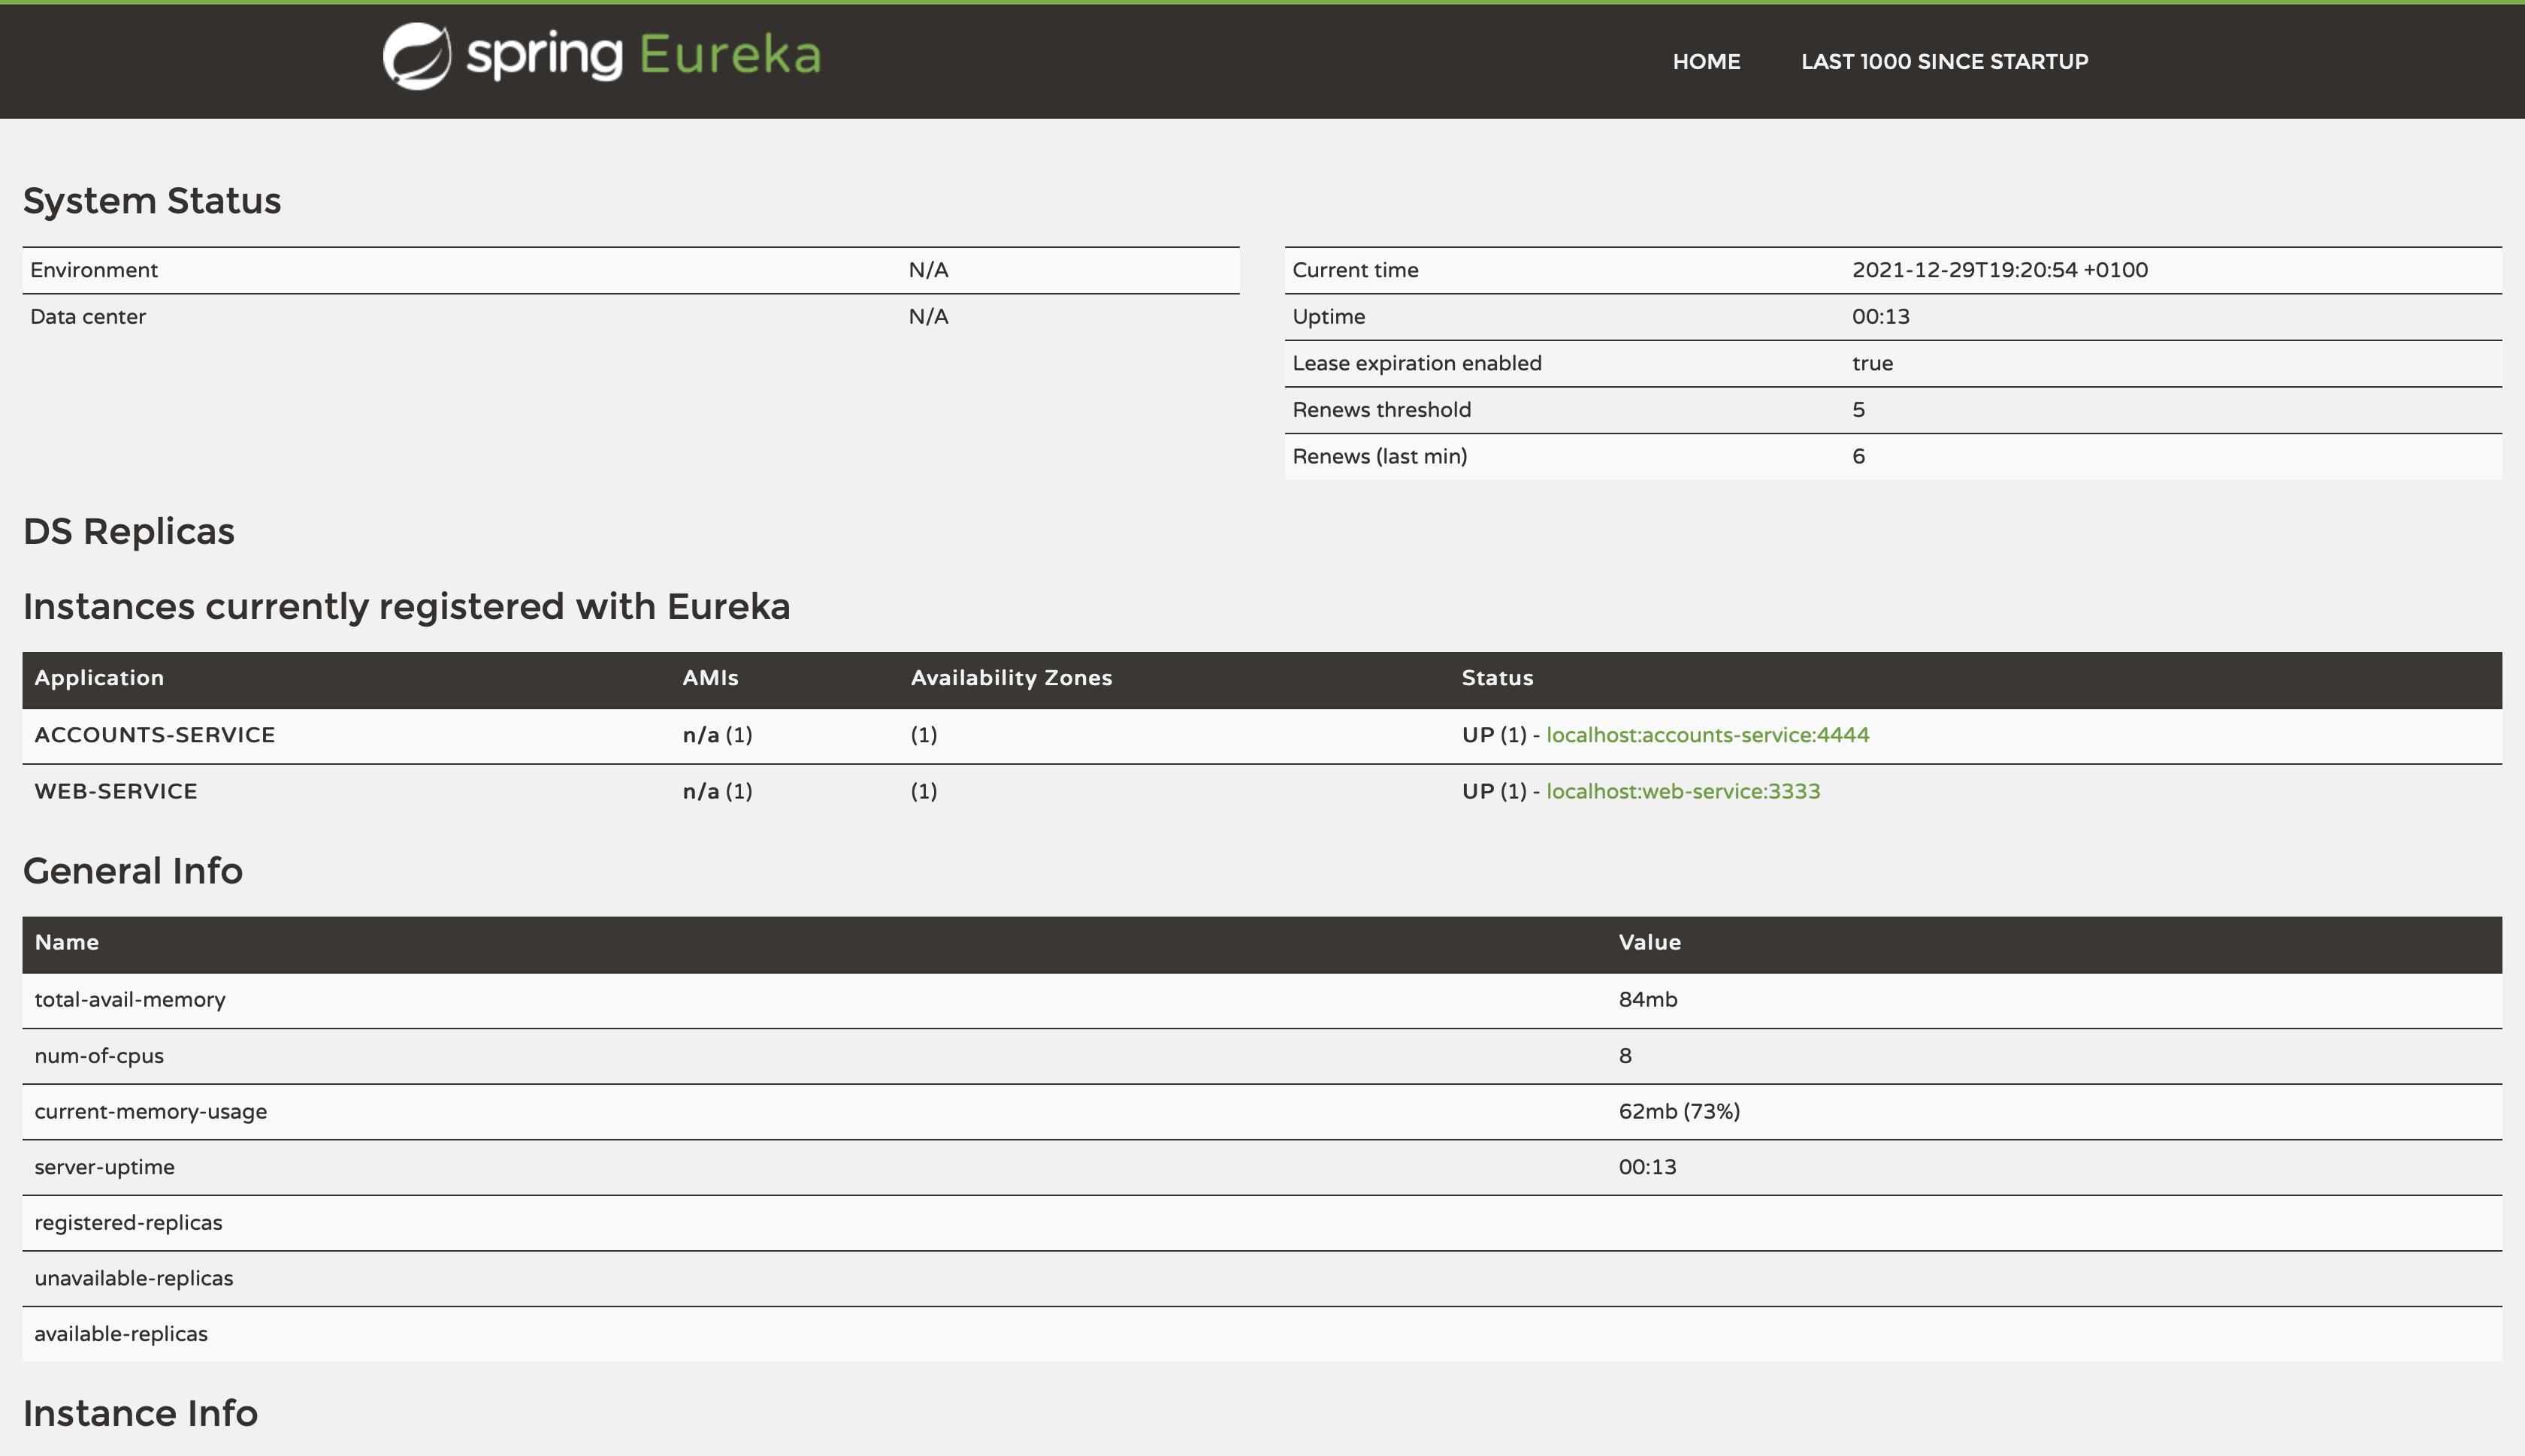 spring Eureka
HOME LAST 1000 SINCE STARTUP
System Status
Environment N/A
Data center N/A
Current time 2021-12-29T19:20:54 +0100
Uptime 00:13
Lease expiration enabled true
Renews threshold 5
Renews (last min) 6
DS Replicas
Instances currently registered with Eureka
Application AMIs Availability Zones Status
ACCOUNTS-SERVICE n/a (1) (1) UP (1) - localhost:accounts-service:4444
WEB-SERVICE n/a (1) (1) UP (1) - localhost:web-service:3333
General Info
Name Value
total-avail-memory 84mb
num-of-cpus 8
current-memory-usage 62mb (73%)
server-uptime 00:13
registered-replicas
unavailable-replicas
available-replicas
Instance Info